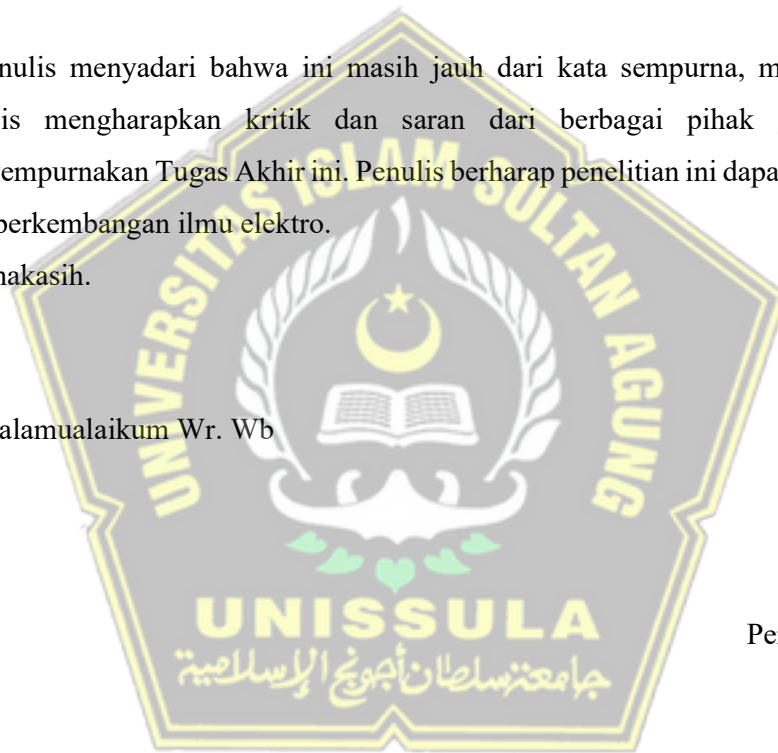 nulis menyadari bahwa ini masih jauh dari kata sempurna, m
is mengharapkan kritik dan saran dari berbagai pihak
empurnakan Tugas Akhir ini. Penulis berharap penelitian ini dapa
perkembangan ilmu elektro.
nakasih.
alamualaikum Wr. Wb
UNIVERSITAS ISLAM SULTAN AGUNG
UNISSULA
جامعة سلطان أجونج الإسلامية
Pe